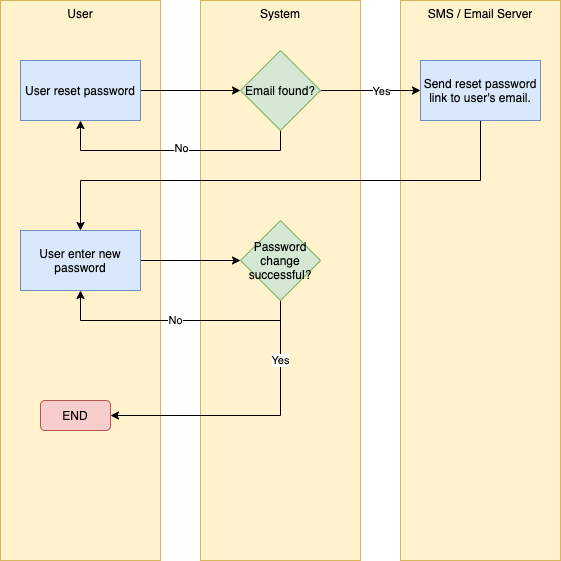 User
System
SMS / Email Server
User reset password
Email found?
Yes
Send reset password
link to user's email.
No
User enter new
password
Password
change
successful?
No
Yes
END